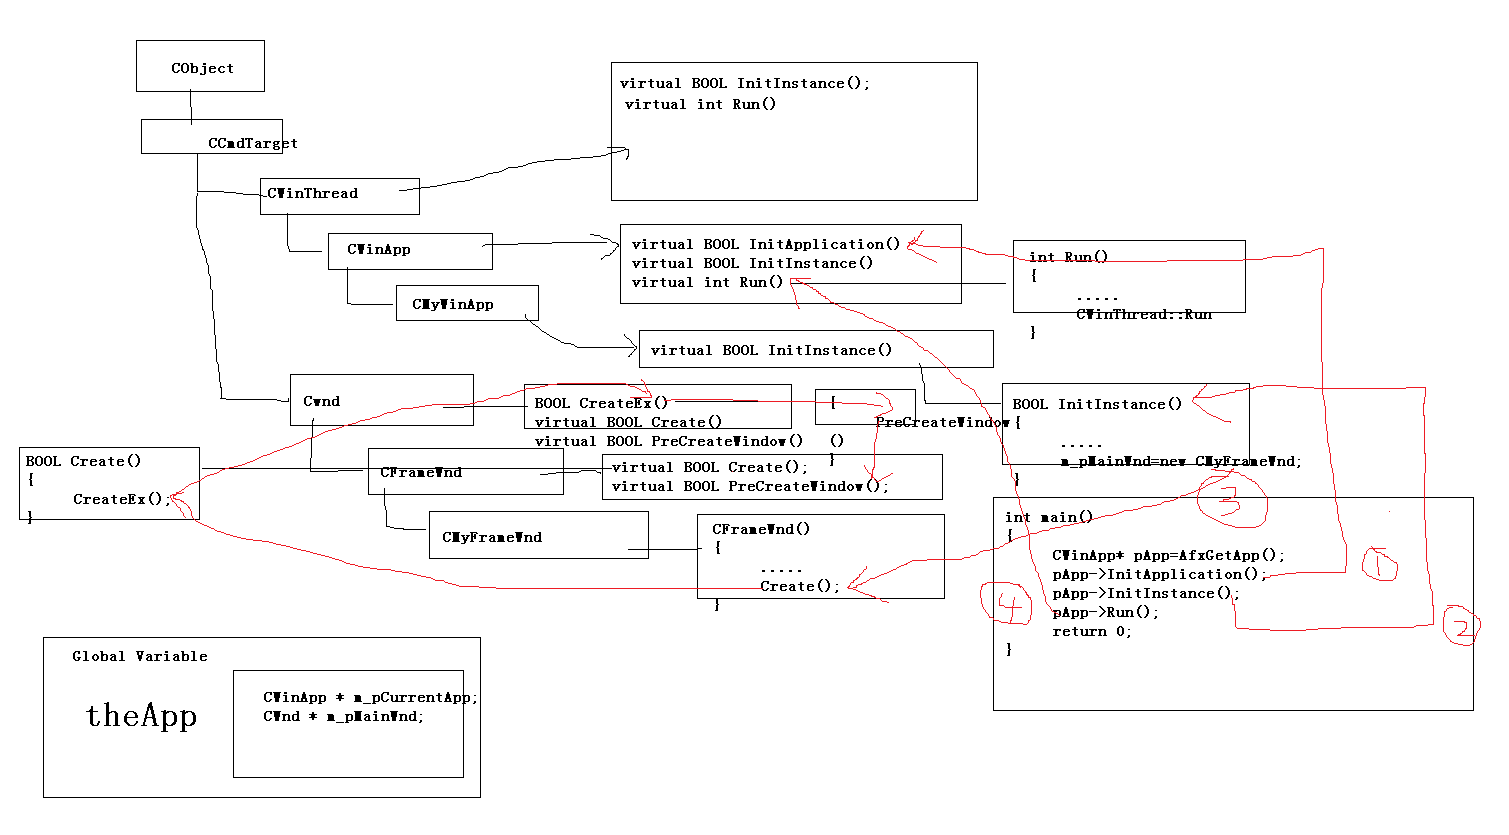 CObject
CCmdTarget
CWinThread
virtual BOOL InitInstance();
virtual int Run()
CWinApp
virtual BOOL InitApplication()
virtual BOOL InitInstance()
virtual int Run()
int Run()
{
.....
CWinThread::Run
}
CMyWinApp
virtual BOOL InitInstance()
Cwnd
BOOL CreateEx()
virtual BOOL Create()
virtual BOOL PreCreateWindow()
{
PreCreateWindow
()
}
BOOL InitInstance()
{
.....
m_pMainWnd=new CMyFrameWnd;
}
BOOL Create()
{
CreateEx();
}
CFrameWnd
virtual BOOL Create();
virtual BOOL PreCreateWindow();
CMyFrameWnd
CFrameWnd()
{
.....
Create();
}
int main()
{
CWinApp* pApp=AfxGetApp();
pApp->InitApplication();
pApp->InitInstance();
pApp->Run();
return 0;
}
1
2
3
4
Global Variable
theApp
CWinApp * m_pCurrentApp;
CWnd * m_pMainWnd;